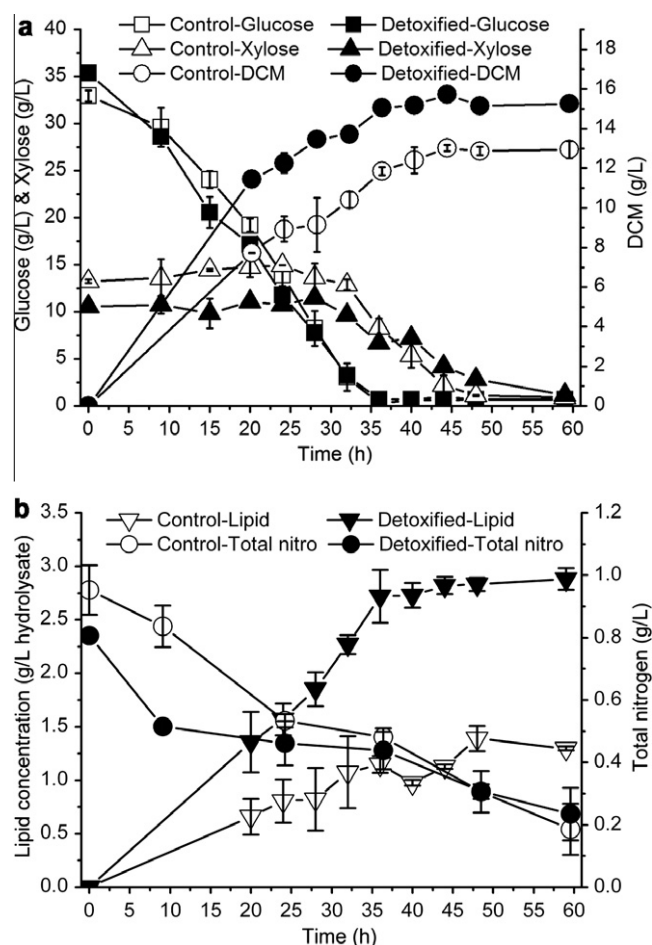 a
Control-Glucose Detoxified-Glucose
Control-Xylose Detoxified-Xylose
Control-DCM Detoxified-DCM
40
35
30
25
20
15
10
5
0
Glucose (g/L) & Xylose (g/L)
18
16
14
12
10
8
6
4
2
0
DCM (g/L)
0 5 10 15 20 25 30 35 40 45 50 55 60
Time (h)
b
Control-Lipid Detoxified-Lipid
Control-Total nitro Detoxified-Total nitro
3.5
3.0
2.5
2.0
1.5
1.0
0.5
0.0
Lipid concentration (g/L hydrolysate)
1.2
1.0
0.8
0.6
0.4
0.2
0.0
Total nitrogen (g/L)
0 5 10 15 20 25 30 35 40 45 50 55 60
Time (h)